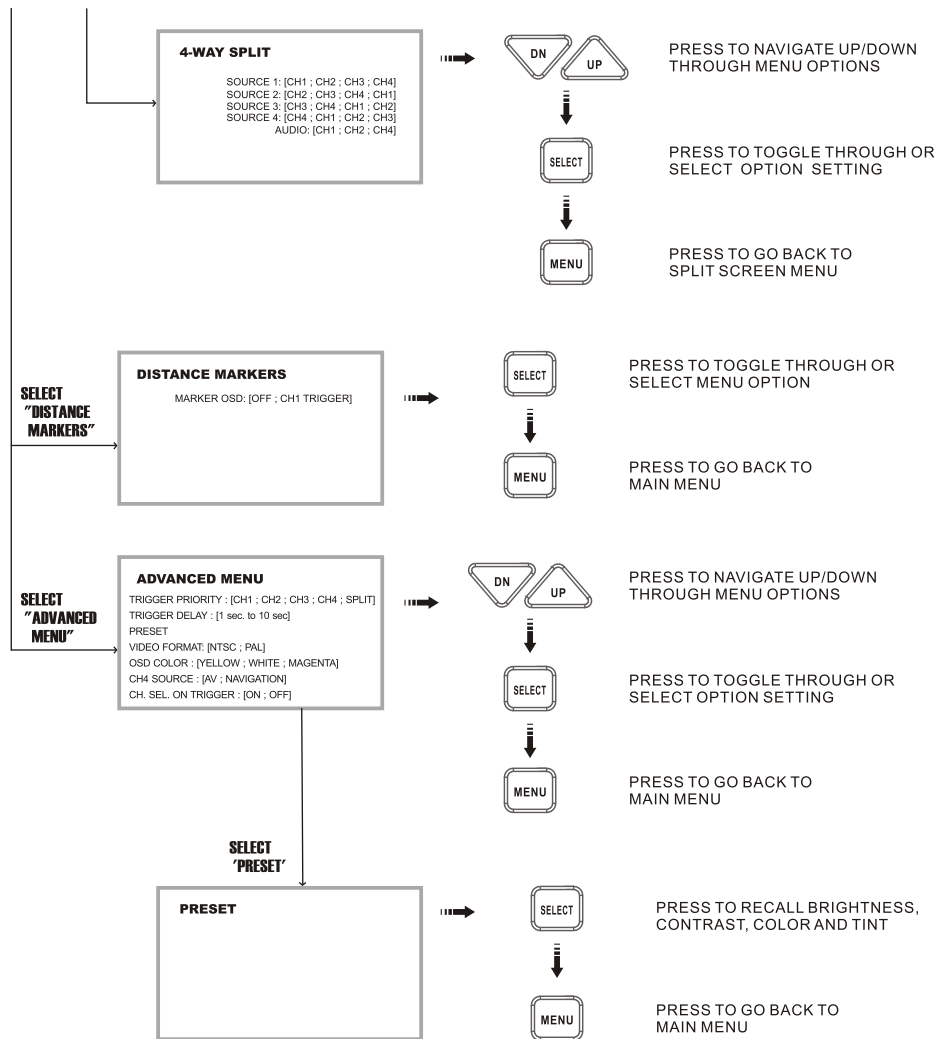 4-WAY SPLIT
SOURCE 1: [CH1 ; CH2 ; CH3 ; CH4]
SOURCE 2: [CH2 ; CH3 ; CH4 ; CH1]
SOURCE 3: [CH3 ; CH4 ; CH1 ; CH2]
SOURCE 4: [CH4 ; CH1 ; CH2 ; CH3]
AUDIO: [CH1 ; CH2 ; CH4]
DN
UP
PRESS TO NAVIGATE UP/DOWN
THROUGH MENU OPTIONS
SELECT
PRESS TO TOGGLE THROUGH OR
SELECT OPTION SETTING
MENU
PRESS TO GO BACK TO
SPLIT SCREEN MENU
SELECT
"DISTANCE
MARKERS"
DISTANCE MARKERS
MARKER OSD: [OFF ; CH1 TRIGGER]
SELECT
PRESS TO TOGGLE THROUGH OR
SELECT MENU OPTION
MENU
PRESS TO GO BACK TO
MAIN MENU
SELECT
"ADVANCED
MENU"
ADVANCED MENU
TRIGGER PRIORITY : [CH1 ; CH2 ; CH3 ; CH4 ; SPLIT]
TRIGGER DELAY : [1 sec. to 10 sec]
PRESET
VIDEO FORMAT: [NTSC ; PAL]
OSD COLOR : [YELLOW ; WHITE ; MAGENTA]
CH4 SOURCE : [AV ; NAVIGATION]
CH. SEL. ON TRIGGER : [ON ; OFF]
DN
UP
PRESS TO NAVIGATE UP/DOWN
THROUGH MENU OPTIONS
SELECT
PRESS TO TOGGLE THROUGH OR
SELECT OPTION SETTING
MENU
PRESS TO GO BACK TO
MAIN MENU
SELECT
'PRESET'
PRESET
SELECT
PRESS TO RECALL BRIGHTNESS,
CONTRAST, COLOR AND TINT
MENU
PRESS TO GO BACK TO
MAIN MENU